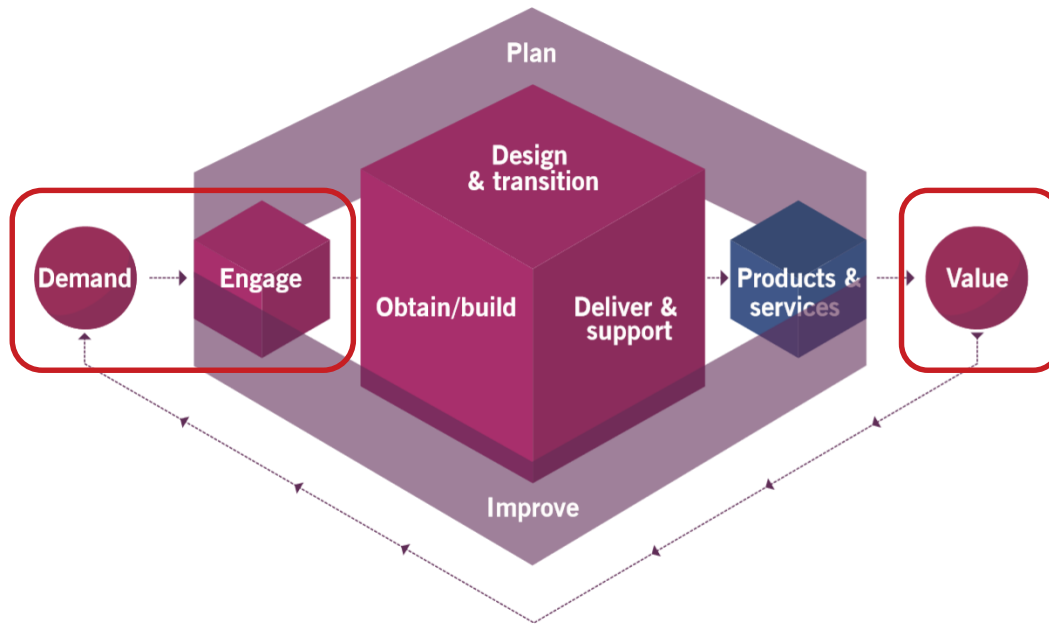 Plan
Design
& transition
Demand
Engage
Obtain/build
Deliver &
support
Products &
services
Value
Improve